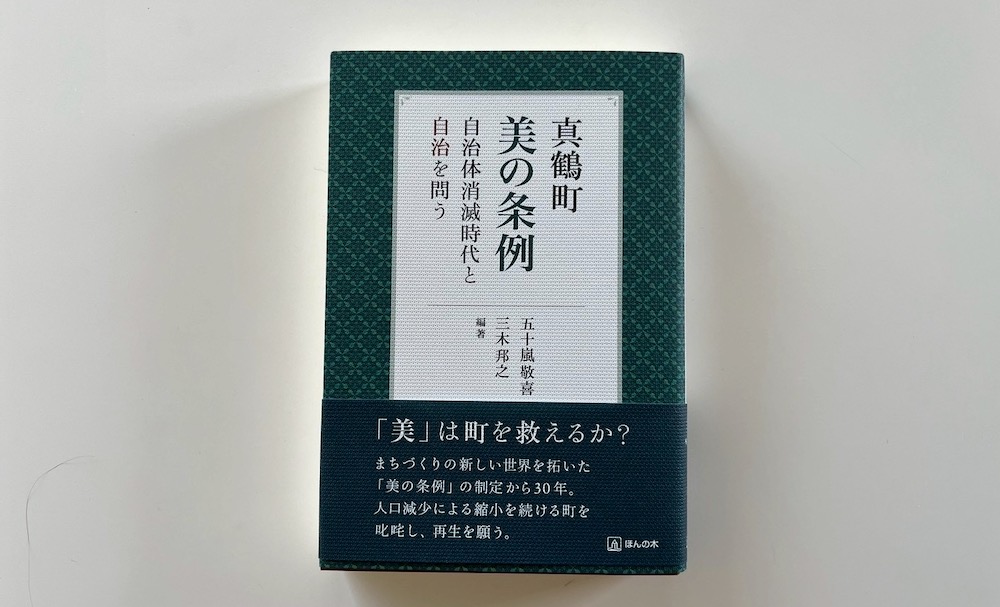 真鶴町
美の条例
自治体消滅時代と
自治を問う
五十嵐敬喜
三木邦之
編著
「美」は町を救えるか？
まちづくりの新しい世界を拓いた
「美の条例」の制定から30年。
人口減少による縮小を続ける町を
叱咤し、再生を願う。
ほんの木